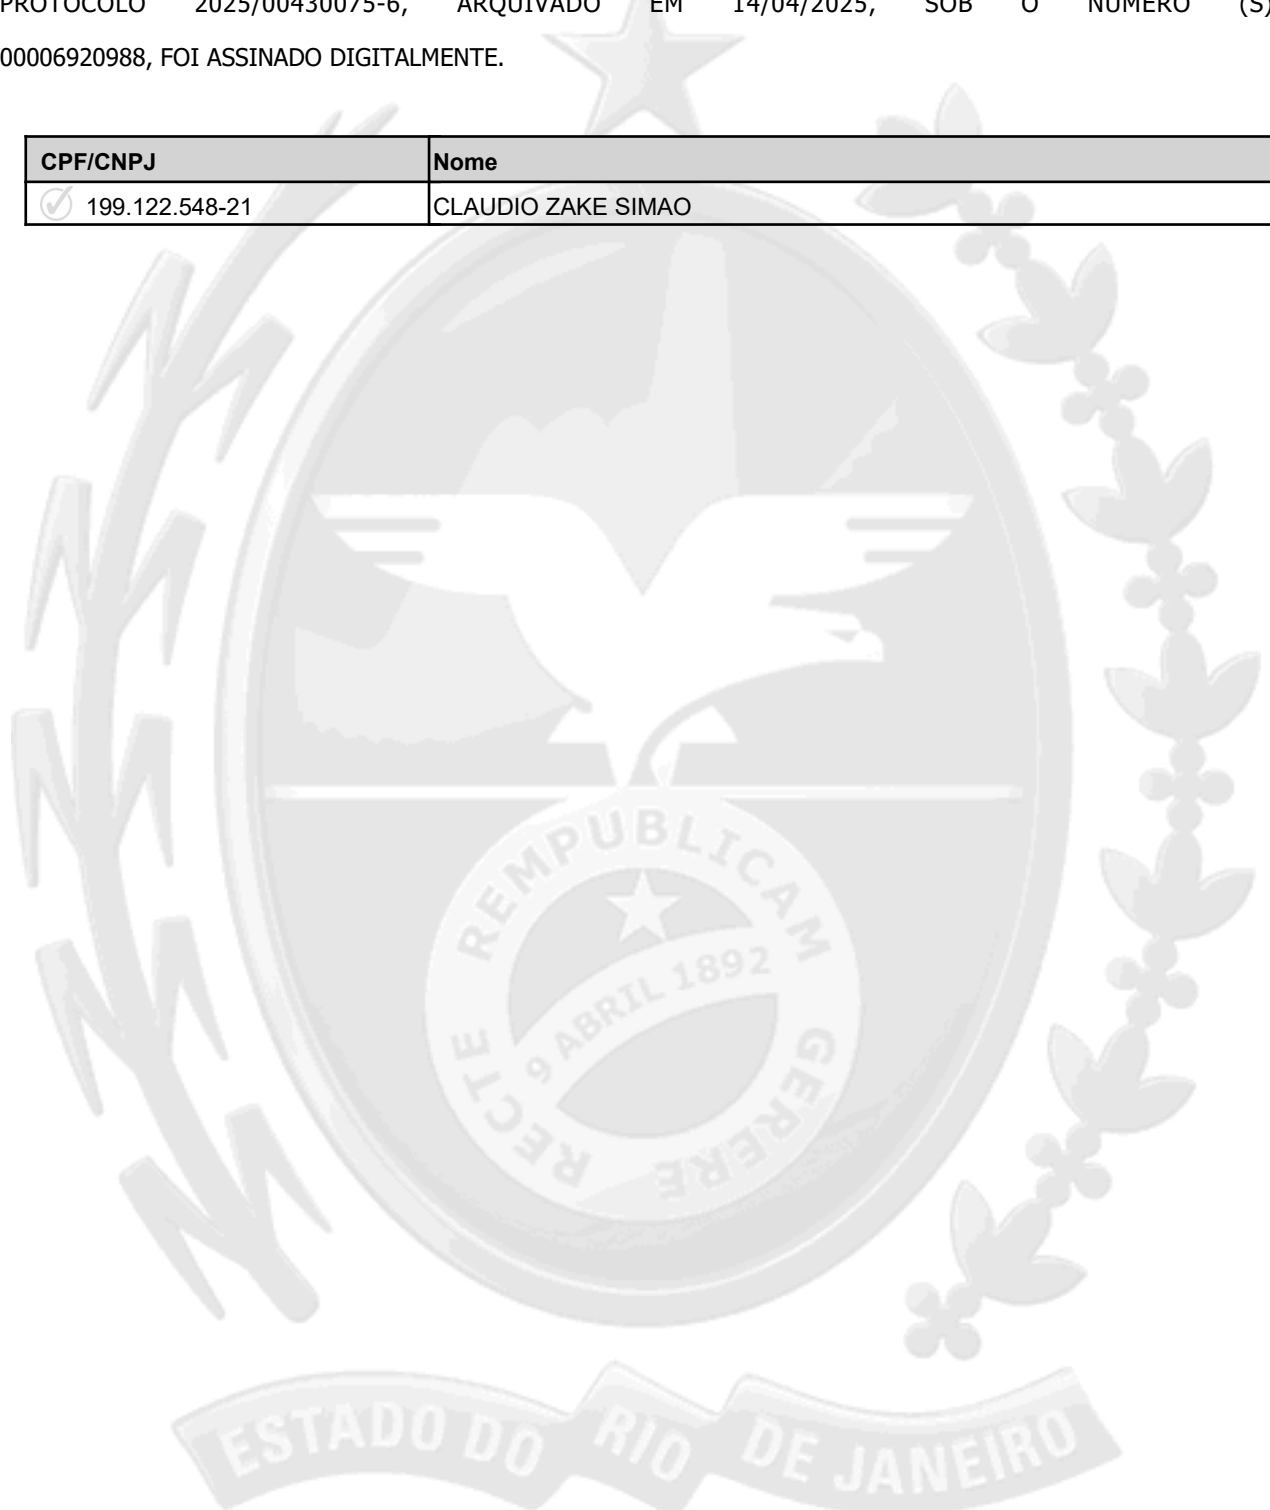 PROTOCOLO 2025/00430075-6, ARQUIVADO EM 14/04/2025, SOB O NÚMERO (S)
00006920988, FOI ASSINADO DIGITALMENTE.
CPF/CNPJ Nome
199.122.548-21 CLAUDIO ZAKE SIMAO
REMPUBLICAM
9 ABRIL 1892
RECTE GERERE
ESTADO DO RIO DE JANEIRO